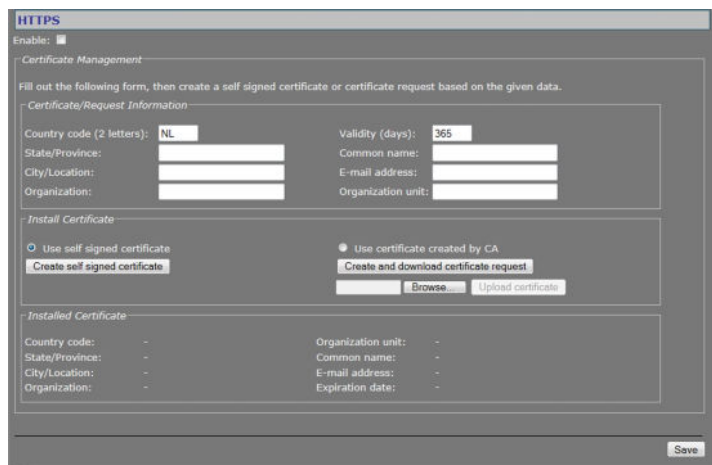 HTTPS
Enable:
Certificate Management
Fill out the following form, then create a self signed certificate or certificate request based on the given data.
Certificate/Request Information
Country code (2 letters): NL Validity (days): 365
State/Province: Common name:
City/Location: E-mail address:
Organization: Organization unit:
Install Certificate
Use self signed certificate Use certificate created by CA
Create self signed certificate Create and download certificate request
Browse... Upload certificate
Installed Certificate
Country code: - Organization unit: -
State/Province: - Common name: -
City/Location: - E-mail address: -
Organization: - Expiration date: -
Save